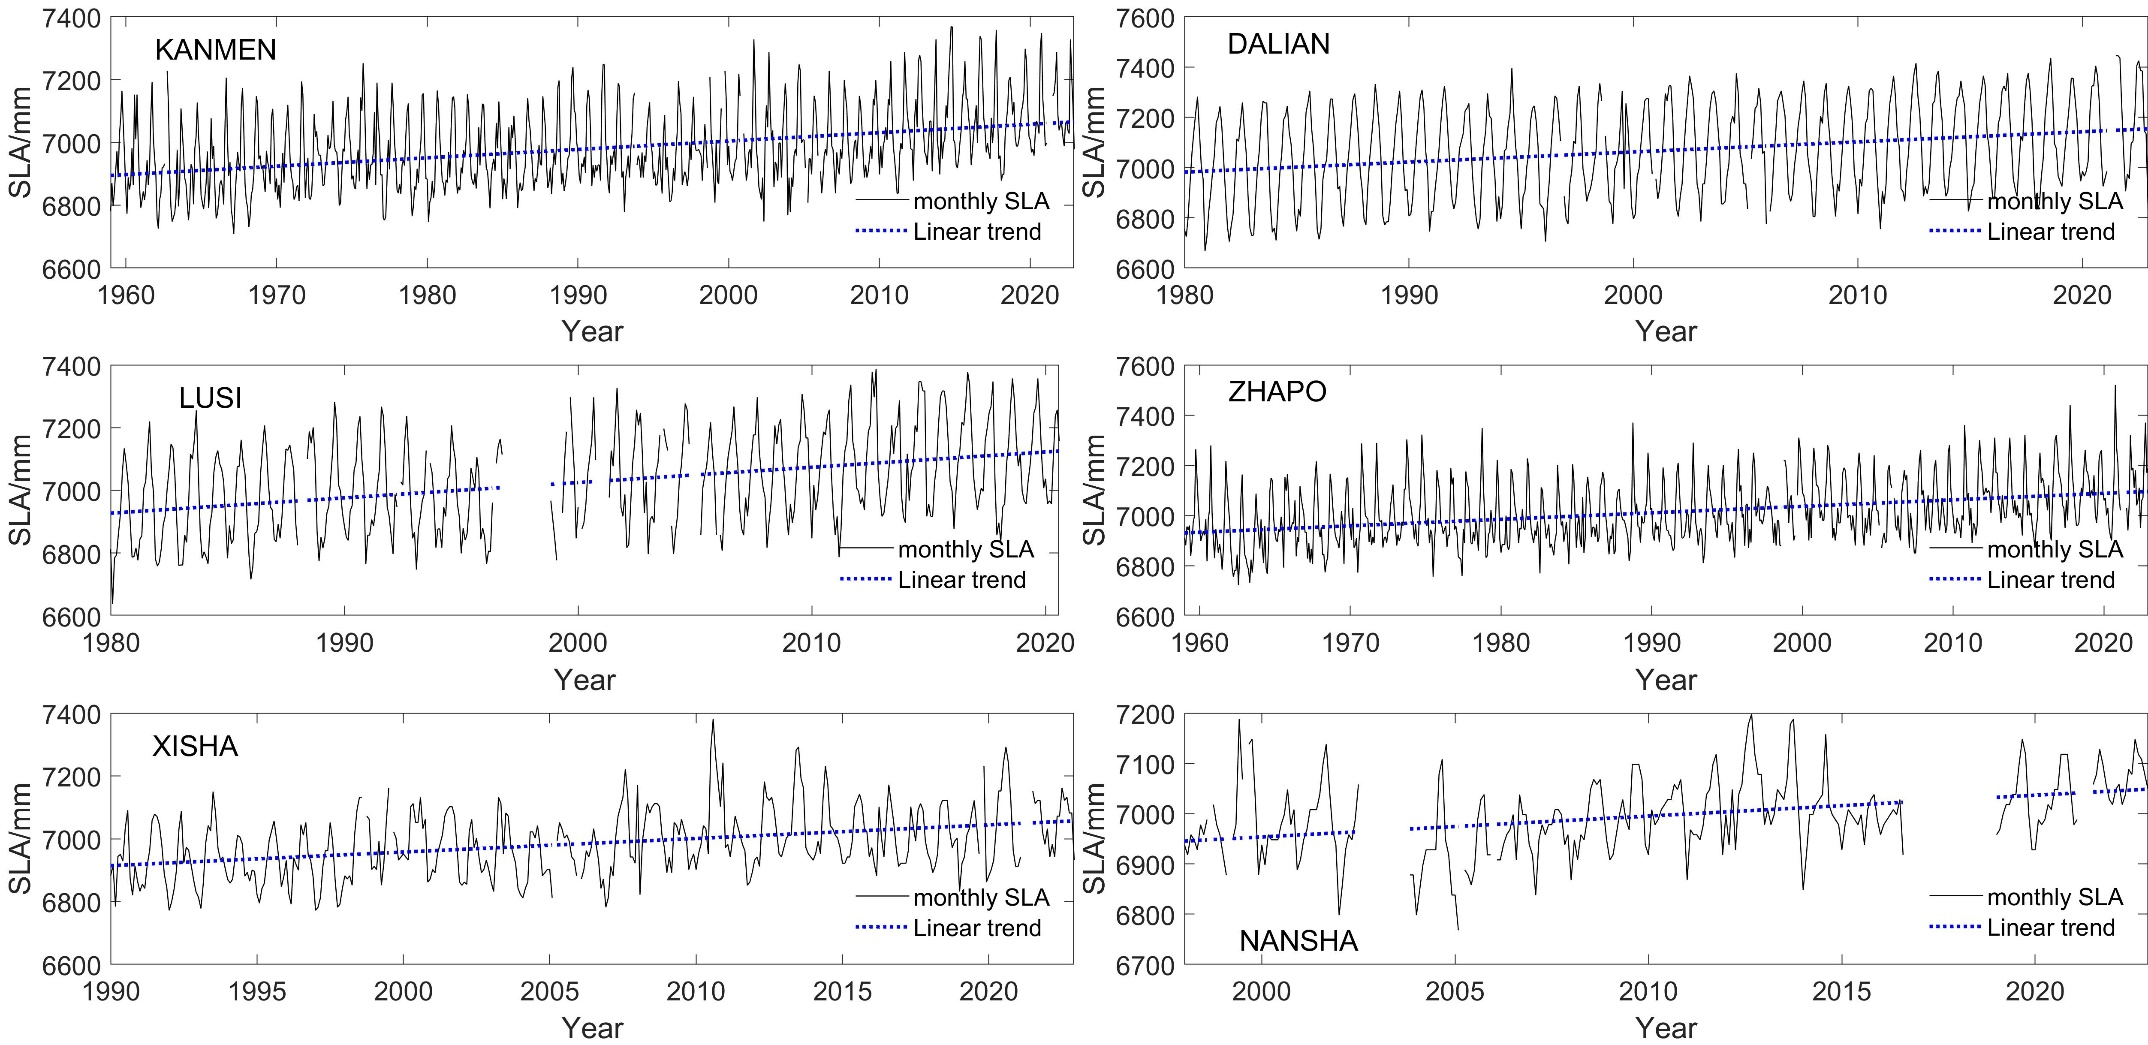 KANMEN
SLA/mm
7400
7200
7000
6800
6600
monthly SLA
Linear trend
1960 1970 1980 1990 2000 2010 2020
Year
DALIAN
SLA/mm
7600
7400
7200
7000
6800
6600
monthly SLA
Linear trend
1980 1990 2000 2010 2020
Year
LUSI
SLA/mm
7400
7200
7000
6800
6600
monthly SLA
Linear trend
1980 1990 2000 2010 2020
Year
ZHAPO
SLA/mm
7600
7400
7200
7000
6800
6600
monthly SLA
Linear trend
1960 1970 1980 1990 2000 2010 2020
Year
XISHA
SLA/mm
7400
7200
7000
6800
6600
monthly SLA
Linear trend
1990 1995 2000 2005 2010 2015 2020
Year
NANSHA
SLA/mm
7200
7100
7000
6900
6800
6700
monthly SLA
Linear trend
2000 2005 2010 2015 2020
Year